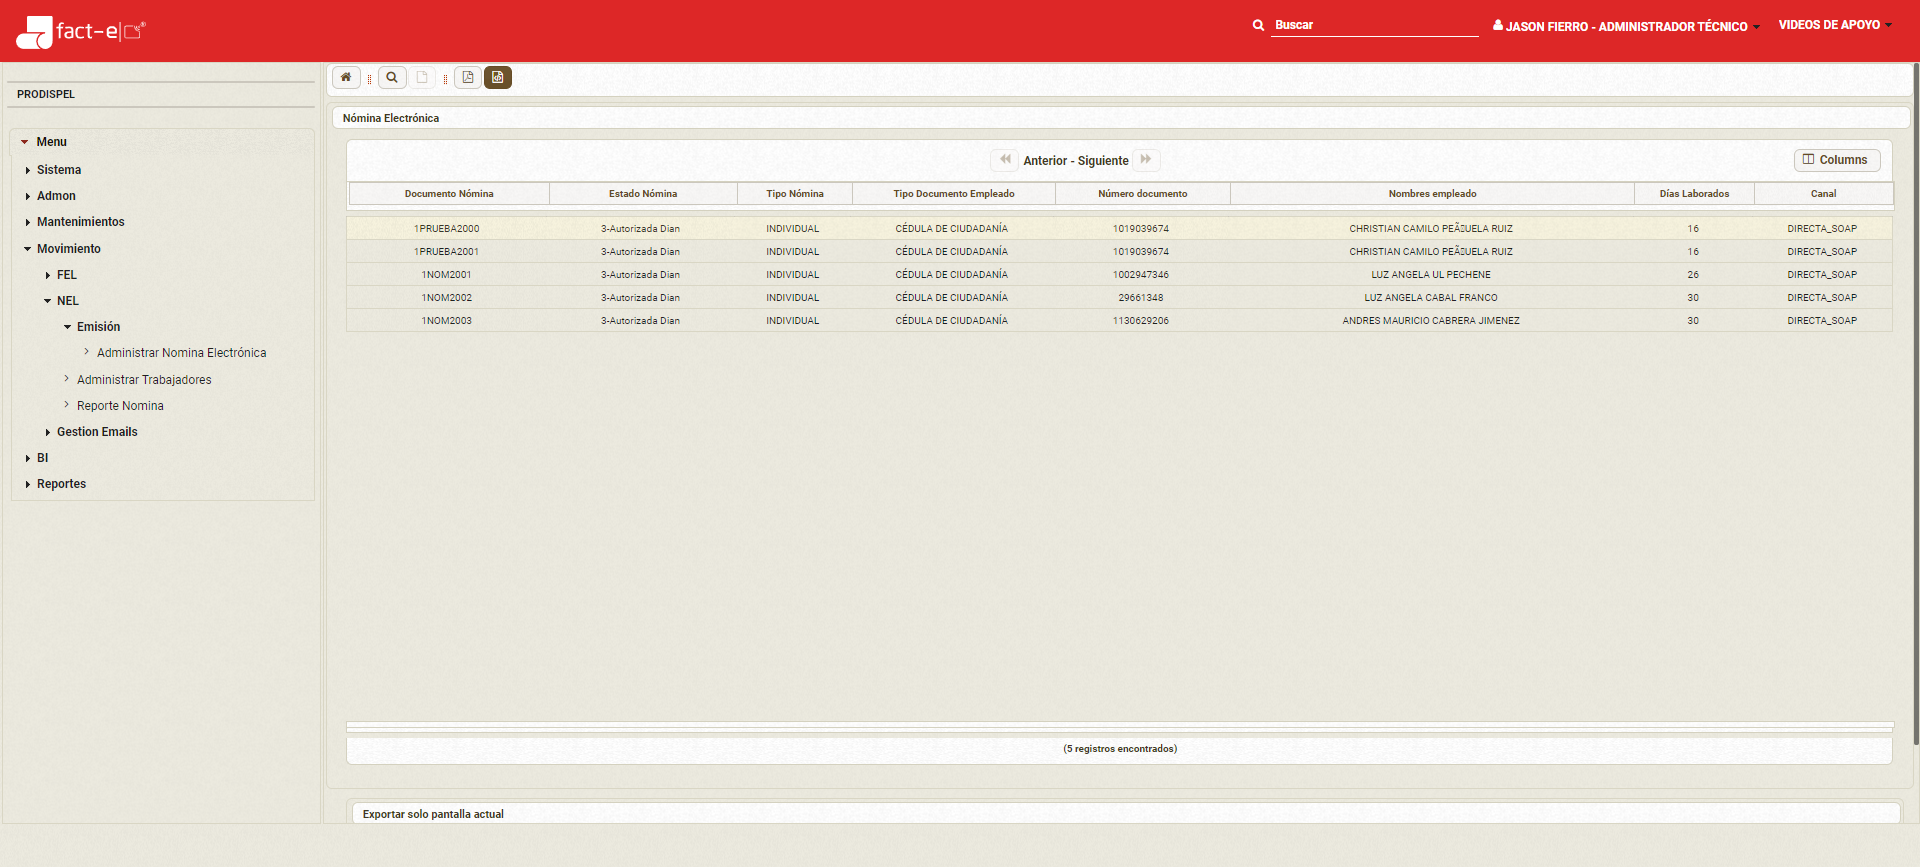 fact-e
Buscar
JASON FIERRO - ADMINISTRADOR TÉCNICO
VIDEOS DE APOYO
PRODISPEL
Menu
Sistema
Admon
Mantenimientos
Movimiento
FEL
NEL
Emisión
Administrar Nomina Electrónica
Administrar Trabajadores
Reporte Nomina
Gestion Emails
BI
Reportes
Nómina Electrónica
Anterior - Siguiente
Columns
Documento Nómina Estado Nómina Tipo Nómina Tipo Documento Empleado Número documento Nombres empleado Días Laborados Canal
1PRUEBA2000 3-Autorizada Dian INDIVIDUAL CÉDULA DE CIUDADANÍA 1019039674 CHRISTIAN CAMILO RUIZ 16 DIRECTA_SOAP
1PRUEBA2001 3-Autorizada Dian INDIVIDUAL CÉDULA DE CIUDADANÍA 1019039674 CHRISTIAN CAMILO RUIZ 16 DIRECTA_SOAP
1NOM2001 3-Autorizada Dian INDIVIDUAL CÉDULA DE CIUDADANÍA 1002947346 LUZ ANGELA UL PECHENE 26 DIRECTA_SOAP
1NOM2002 3-Autorizada Dian INDIVIDUAL CÉDULA DE CIUDADANÍA 29661348 LUZ ANGELA CABAL FRANCO 30 DIRECTA_SOAP
1NOM2003 3-Autorizada Dian INDIVIDUAL CÉDULA DE CIUDADANÍA 1130629206 ANDRES MAURICIO CABRERA JIMENEZ 30 DIRECTA_SOAP
(5 registros encontrados)
Exportar solo pantalla actual